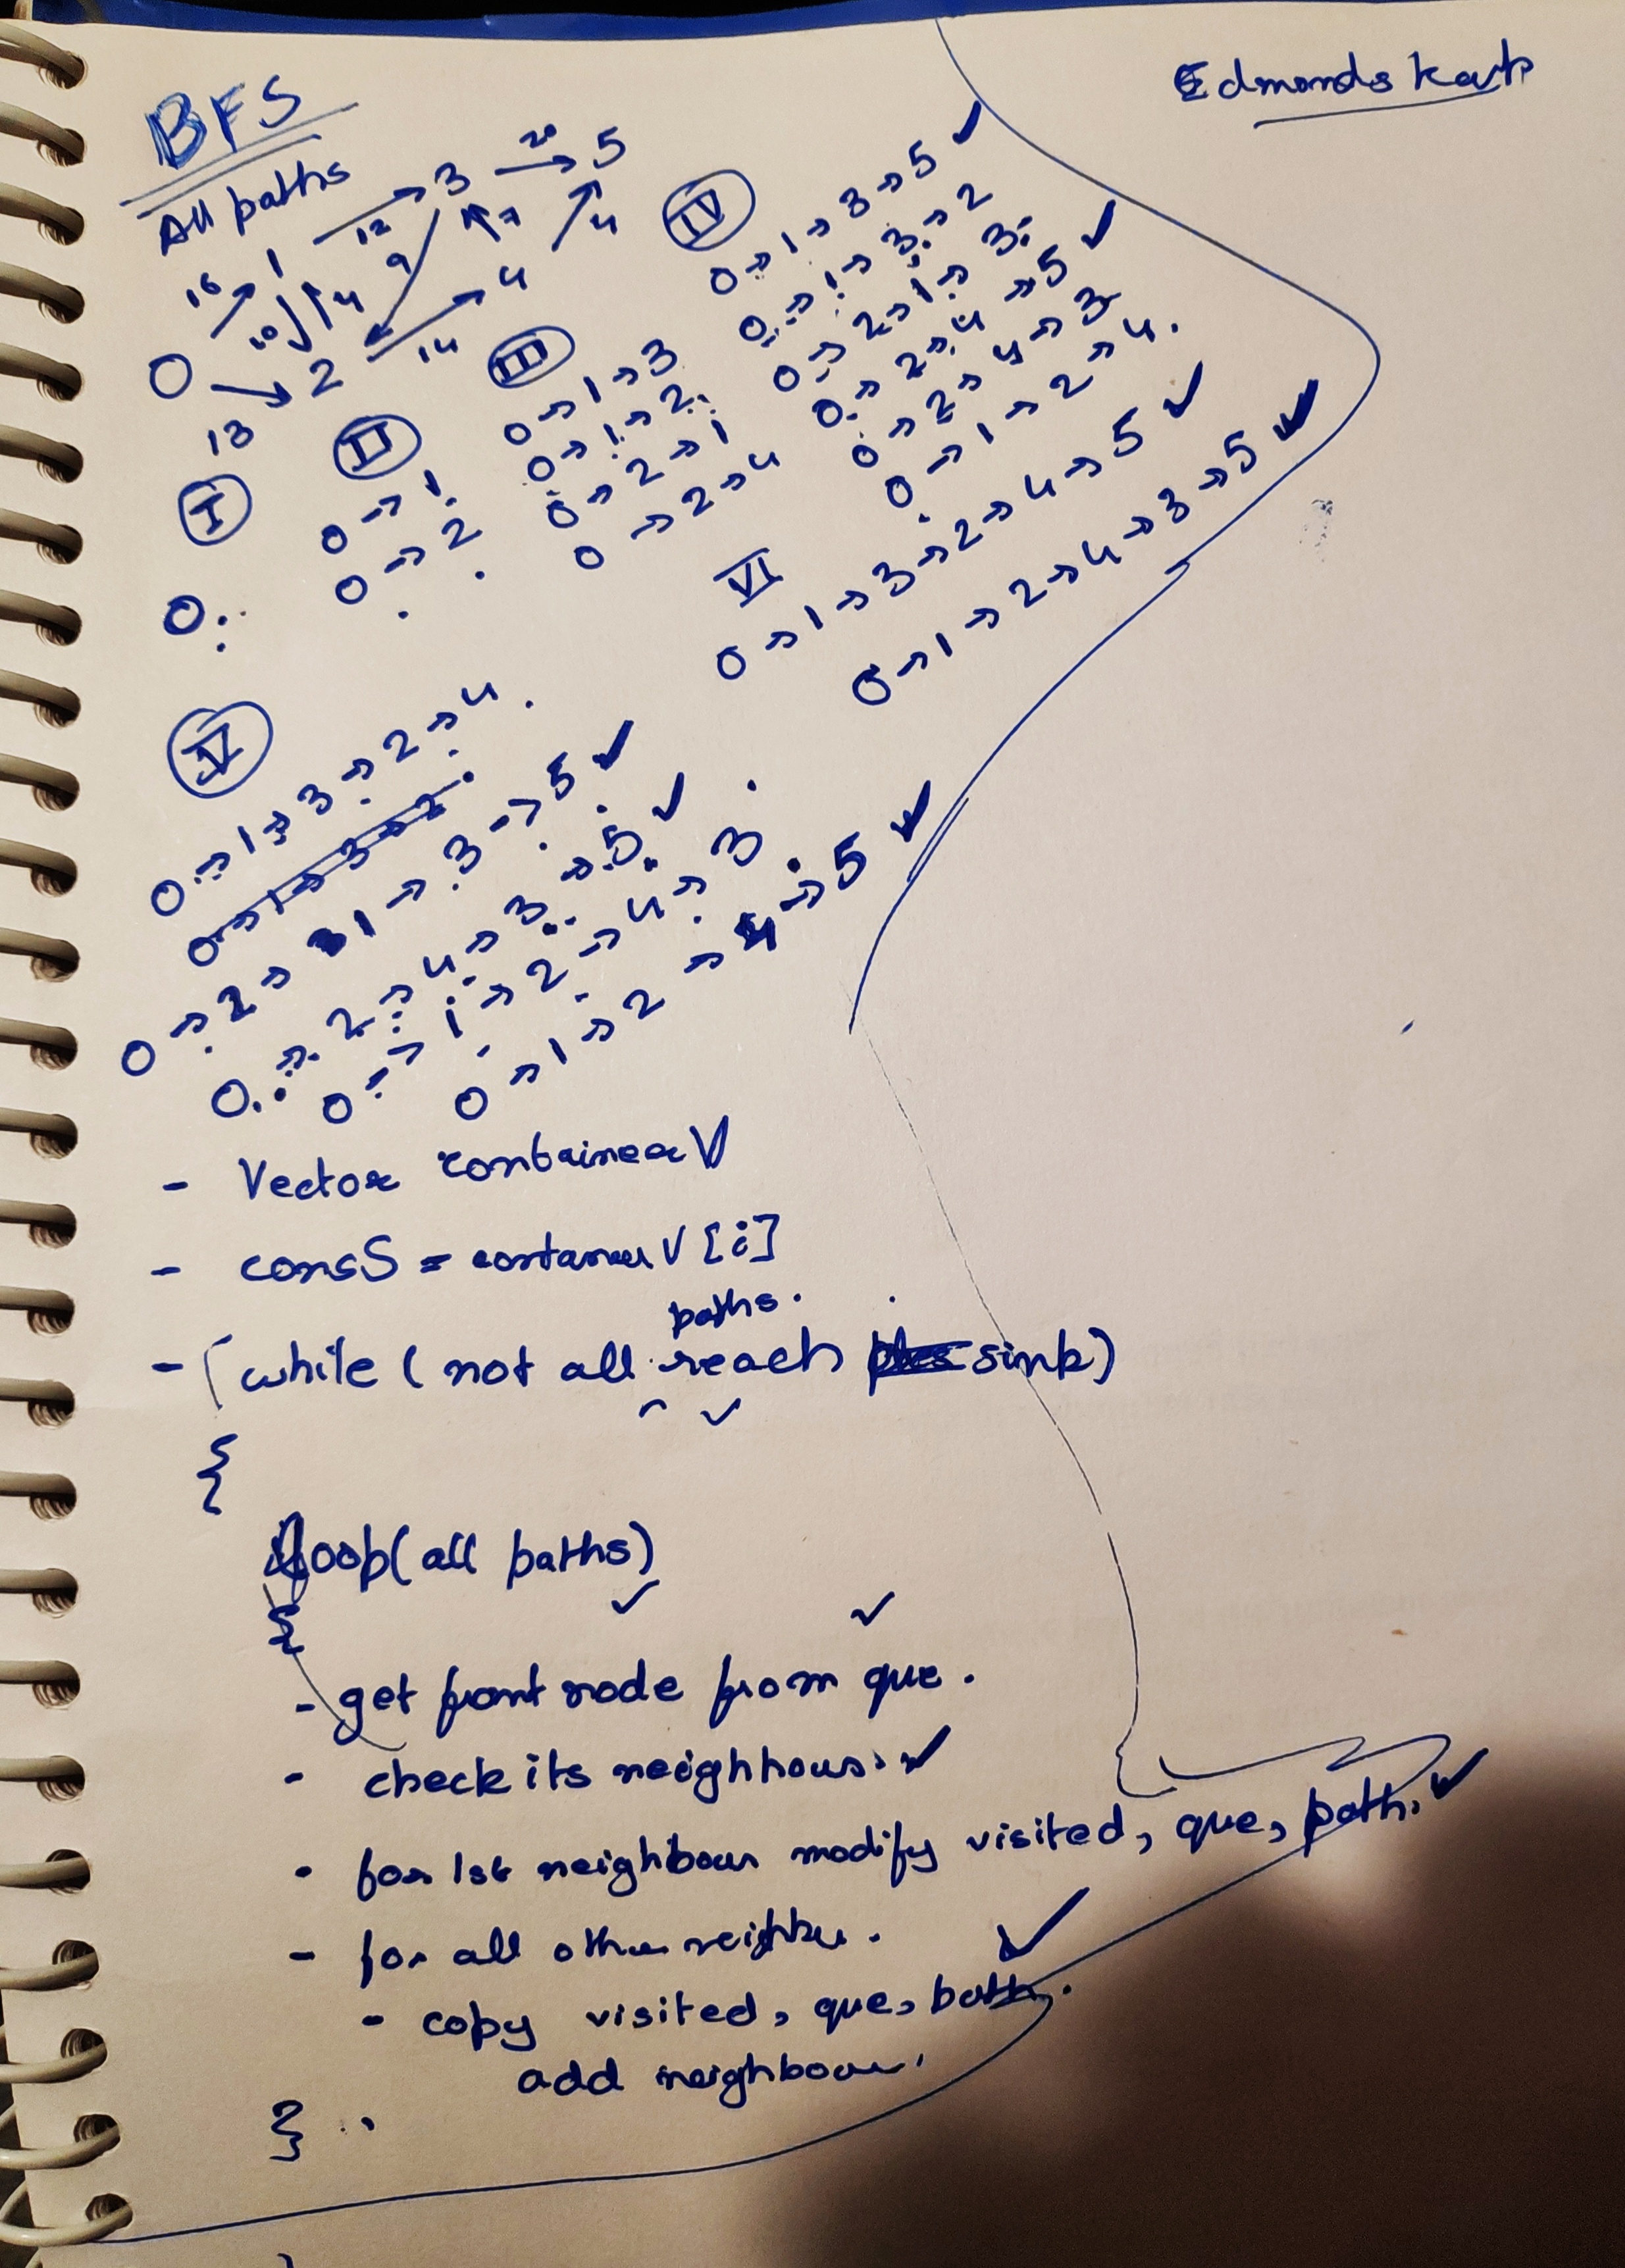 Edmonds Karp
BFS
All paths
0 1 2 3 4 5
16 13 10 4 12 9 14 7 20 4
I
0
II
0 → 1
0 → 2
III
0 → 1 → 3
0 → 1 → 2
0 → 2 → 1
0 → 2 → 4
IV
0 → 1 → 3 → 5 ✓
0 → 1 → 3 → 2
0 → 2 → 1 → 3
0 → 2 → 4 → 5 ✓
0 → 2 → 4 → 3
0 → 1 → 2 → 4
VI
0 → 1 → 3 → 2 → 4 → 5 ✓
0 → 1 → 2 → 4 → 3 → 5 ✓
V
0 → 1 → 3 → 2 → 4
0 → 1 → 3 → 2
0 → 2 → 1 → 3 → 5 ✓
0 → 2 → 4 → 3 → 5 ✓
0 → 1 → 2 → 4 → 3
0 → 1 → 2 → 4 → 5 ✓
- Vector containerV
- consS = contanerV[i]
paths.
- while (not all reach sink)
{
loop(all paths)
{
- get front node from que.
- check its neighbours. ✓
- for 1st neighbour modify visited, que, path. ✓
- for all other neighbu. ✓
- copy visited, que, path.
add neighbour.
}